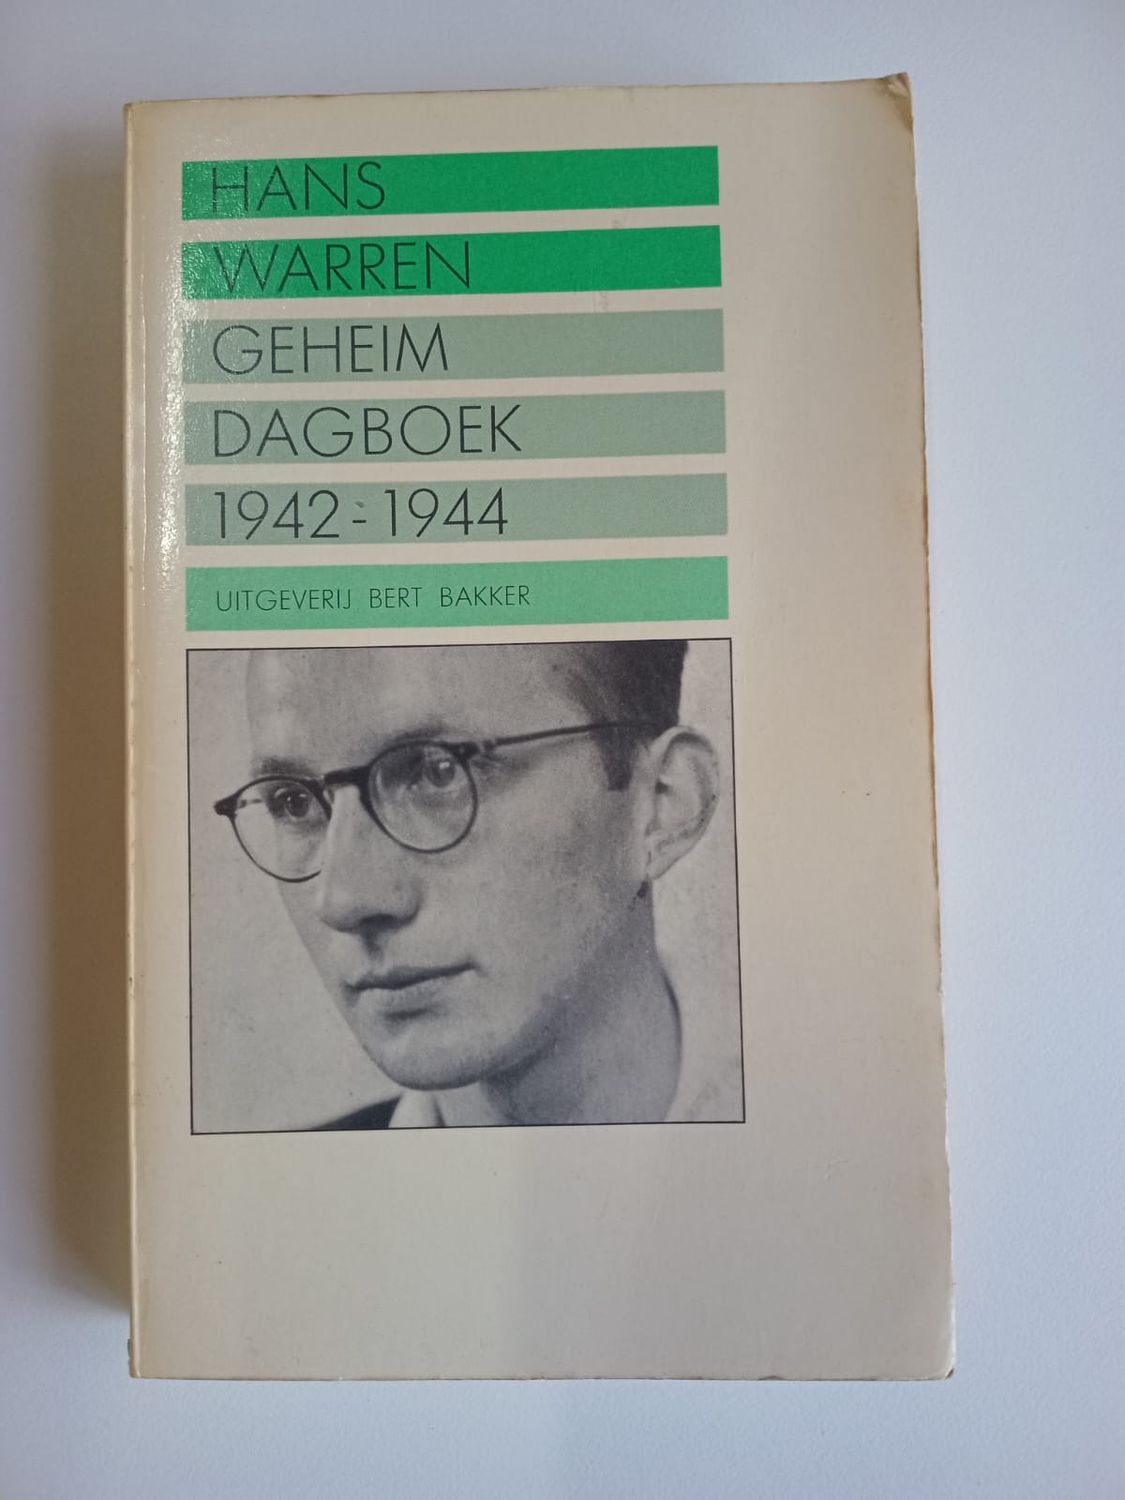 HANS
WARREN
GEHEIM
DAGBOEK
1942-1944
UITGEVERIJ BERT BAKKER